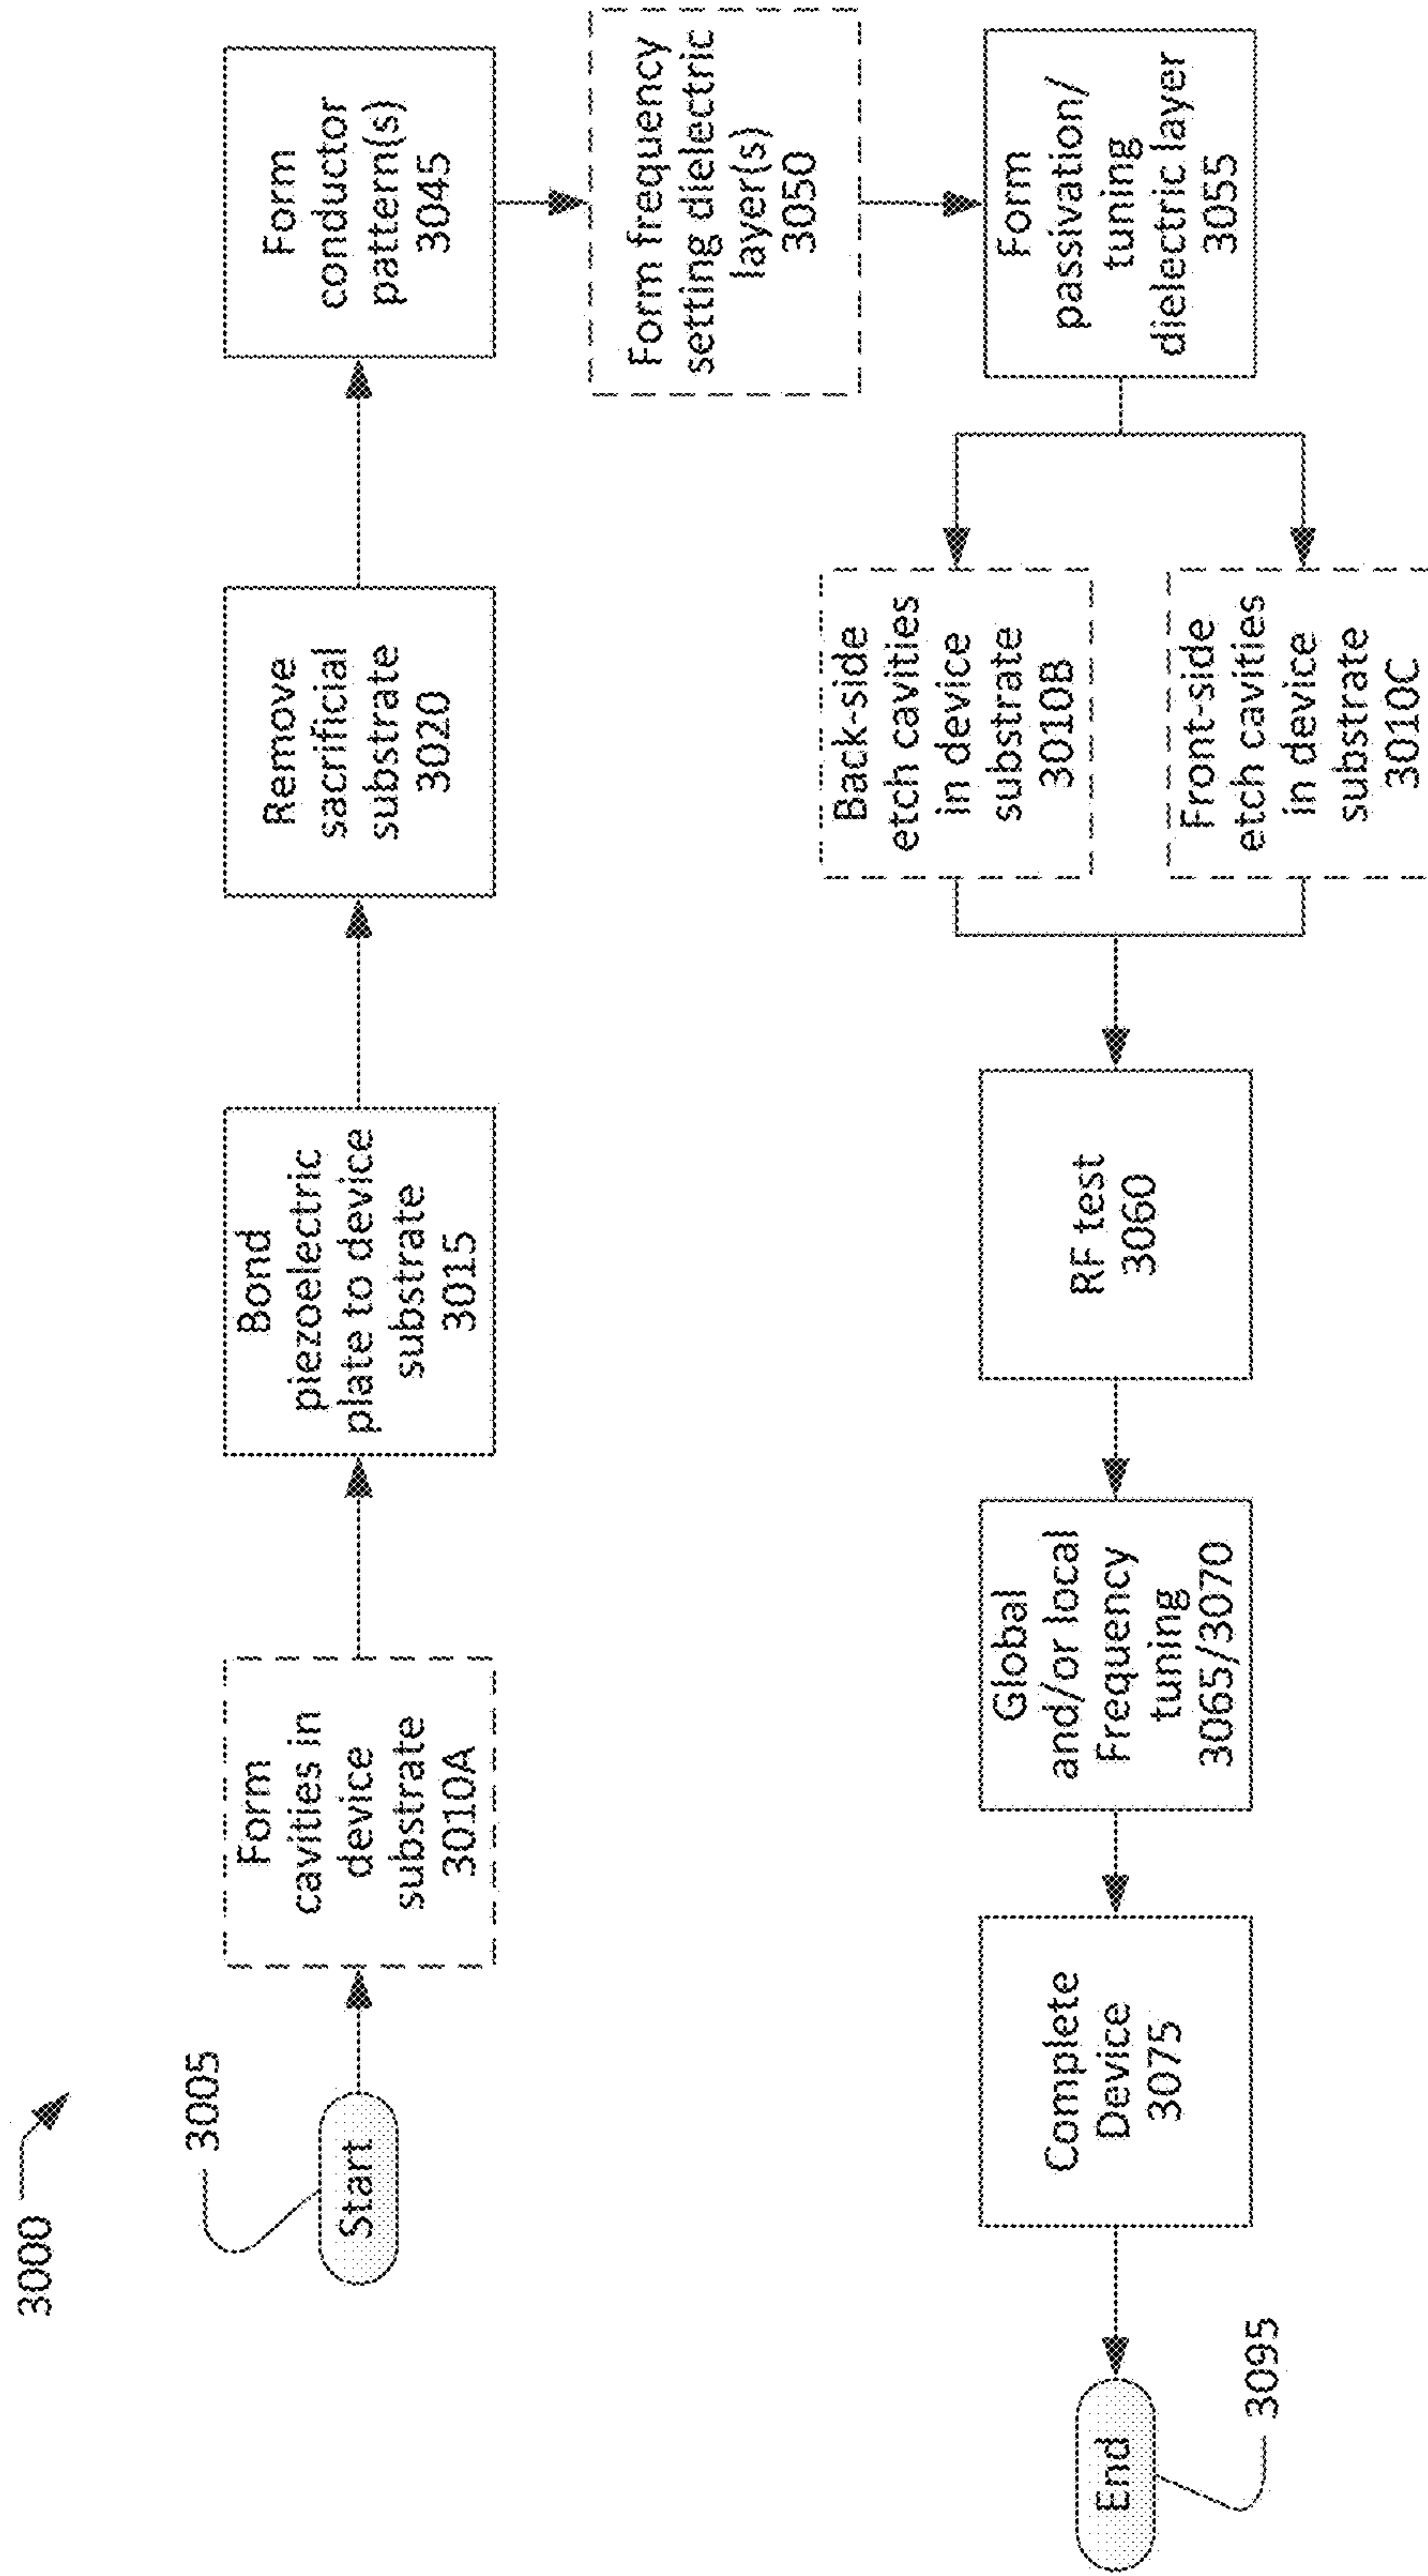 3000
3005
Start
Form
cavities in
device
substrate
3010A
Bond
piezoelectric
plate to device
substrate
3015
Remove
sacrificial
substrate
3020
Form
conductor
pattern(s)
3045
Form frequency
setting dielectric
layer(s)
3050
Form
passivation/
tuning
dielectric layer
3055
Back-side
etch cavities
in device
substrate
3010B
Front-side
etch cavities
in device
substrate
3010C
RF test
3060
Global
and/or local
Frequency
tuning
3065/3070
Complete
Device
3075
End
3095